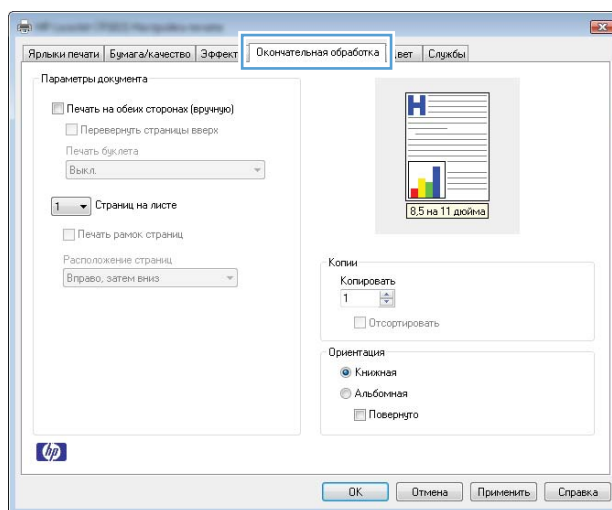 Ярлыки печати Бумага/качество Эффект Окончательная обработка вет Службы
Параметры документа
Печать на обеих сторонах (вручную)
Перевернуть страницы вверх
Печать буклета
Выкл.
1 Страниц на листе
Печать рамок страниц
Расположение страниц
Вправо, затем вниз
H
8,5 на 11 дюйма
Копии
Копировать
1
Отсортировать
Ориентация
Книжная
Альбомная
Повернуто
hp
OK Отмена Применить Справка